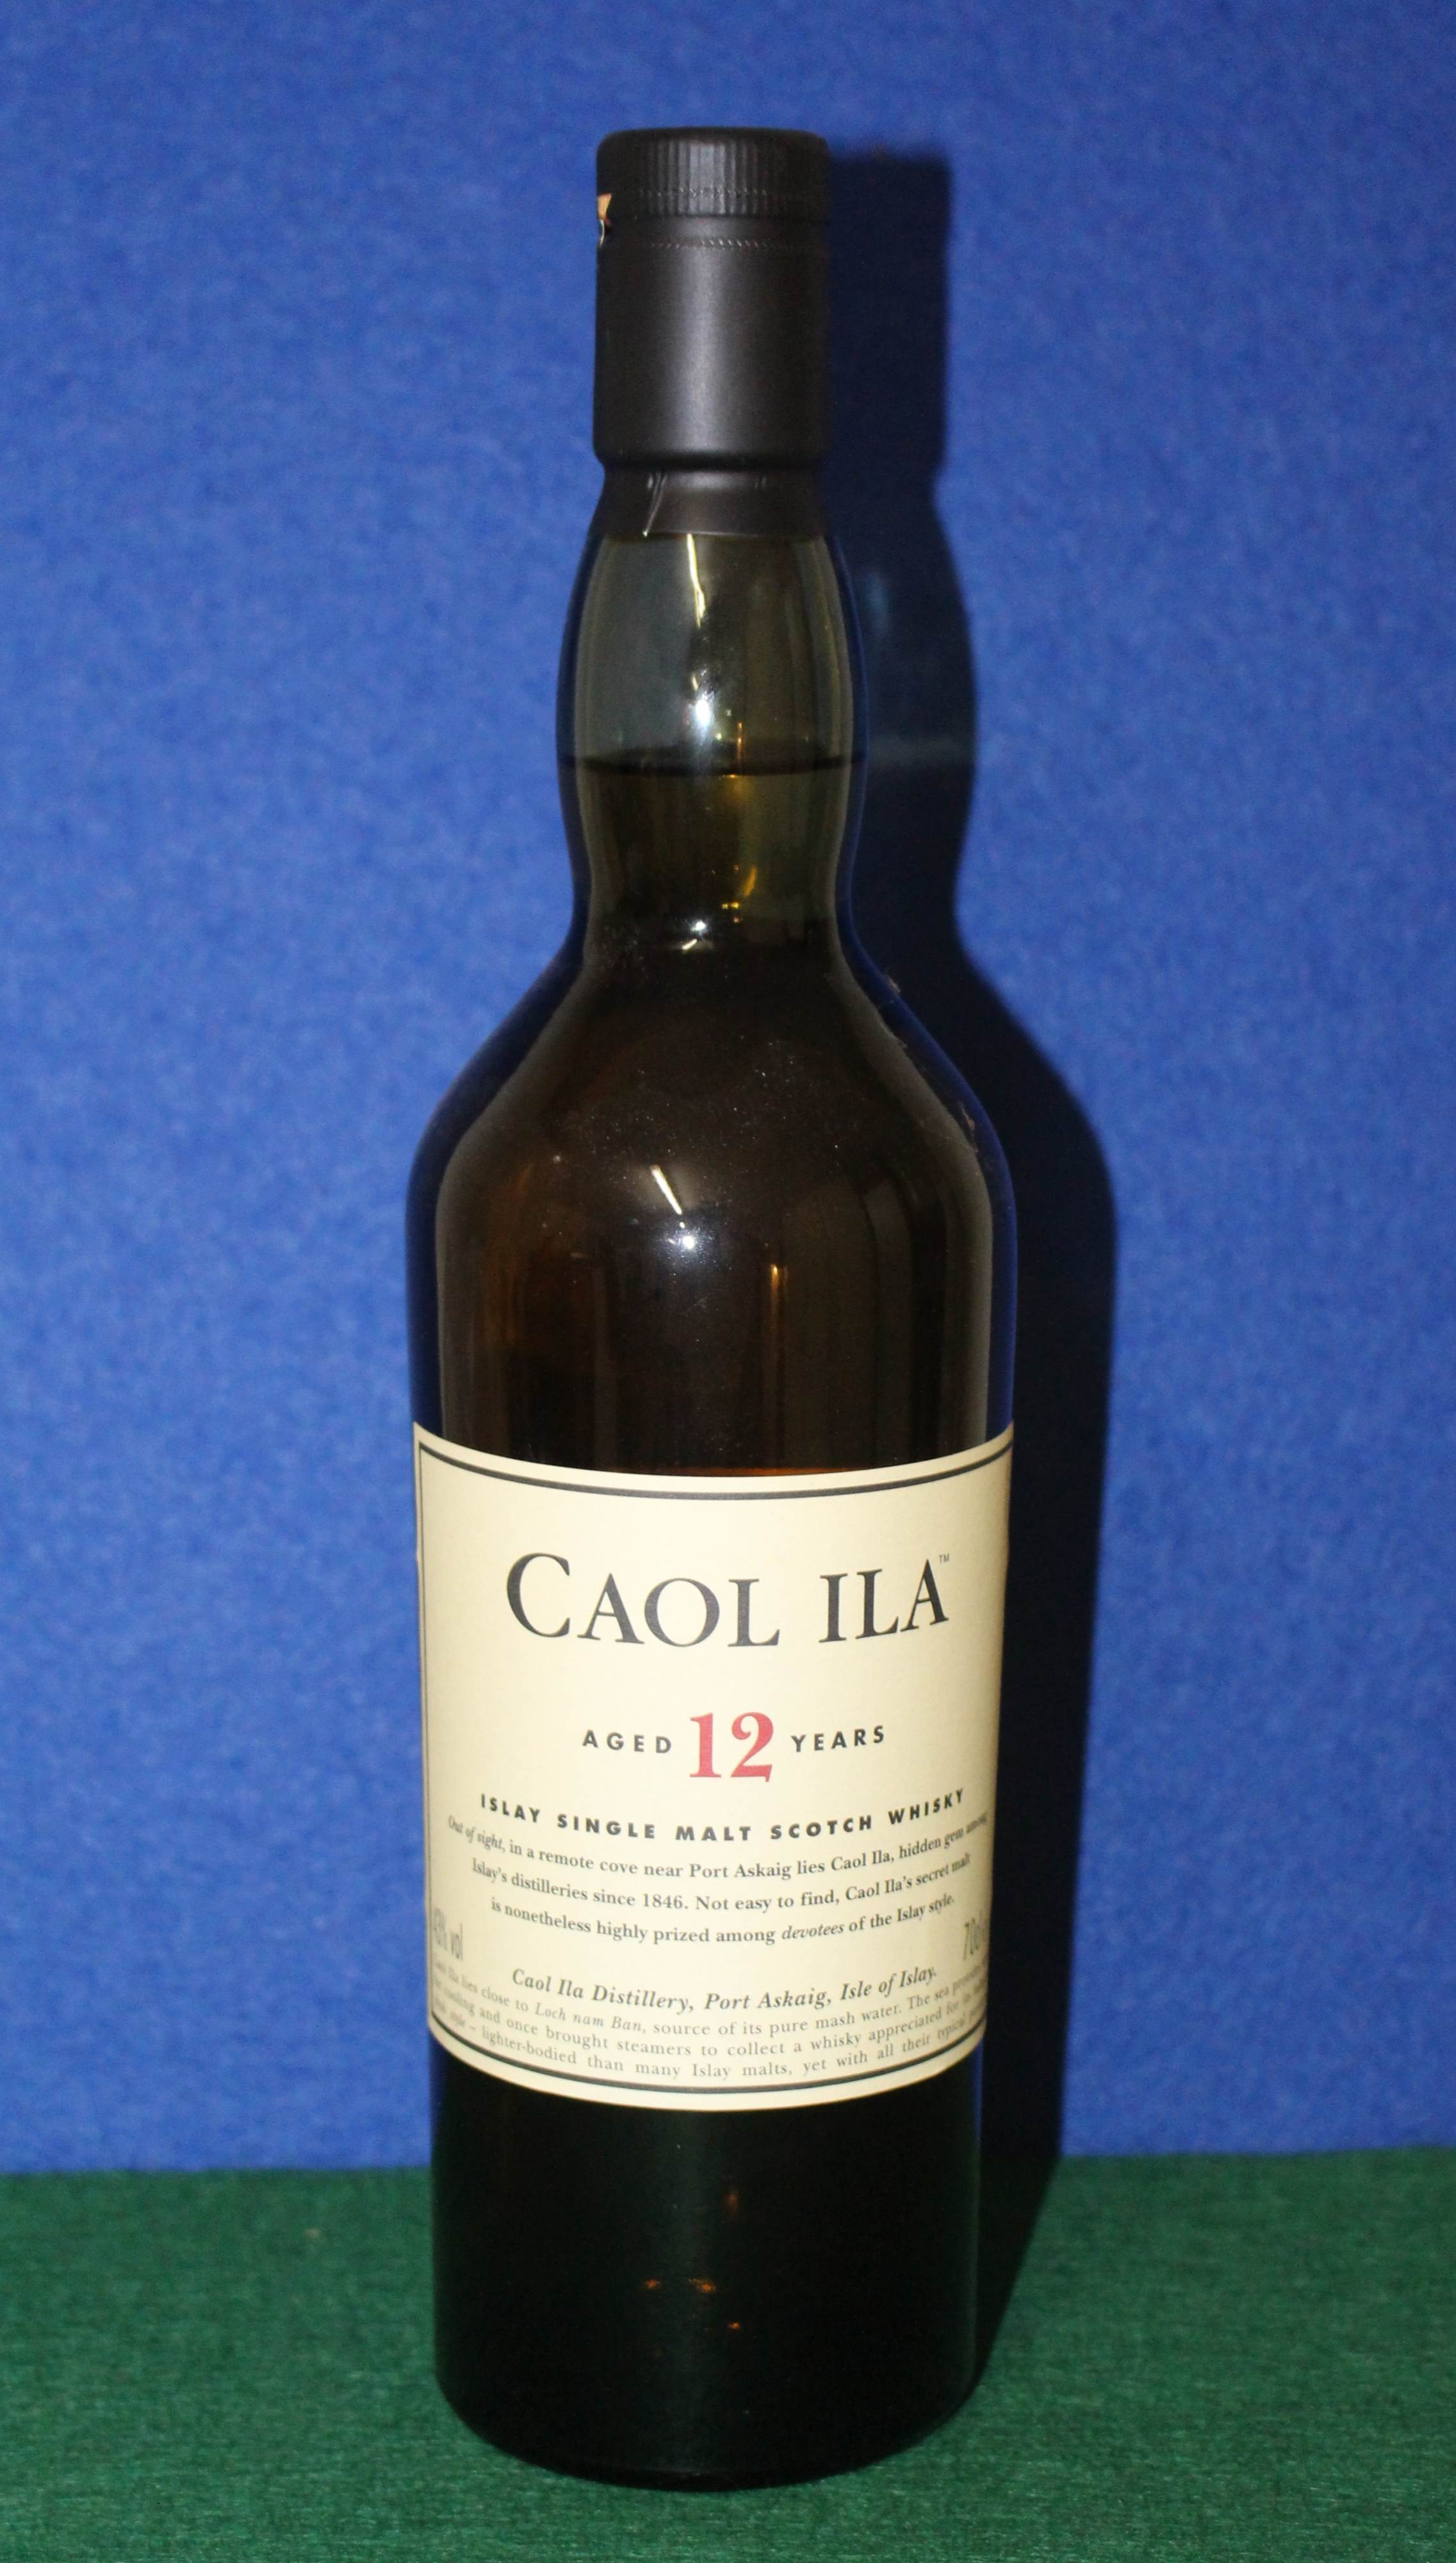 CAOL ILA™
AGED 12 YEARS
ISLAY SINGLE MALT SCOTCH WHISKY
Out of sight, in a remote cove near Port Askaig lies Caol Ila, hidden gem among
Islay's distilleries since 1846. Not easy to find, Caol Ila's secret malt
is nonetheless highly prized among devotees of the Islay style.
43% vol
Caol Ila Distillery, Port Askaig, Isle of Islay.
Ila lies close to Loch nam Ban, source of its pure mash water. The sea
cooling and once brought steamers to collect a whisky appreciated for
style – lighter-bodied than many Islay malts, yet with all their typical